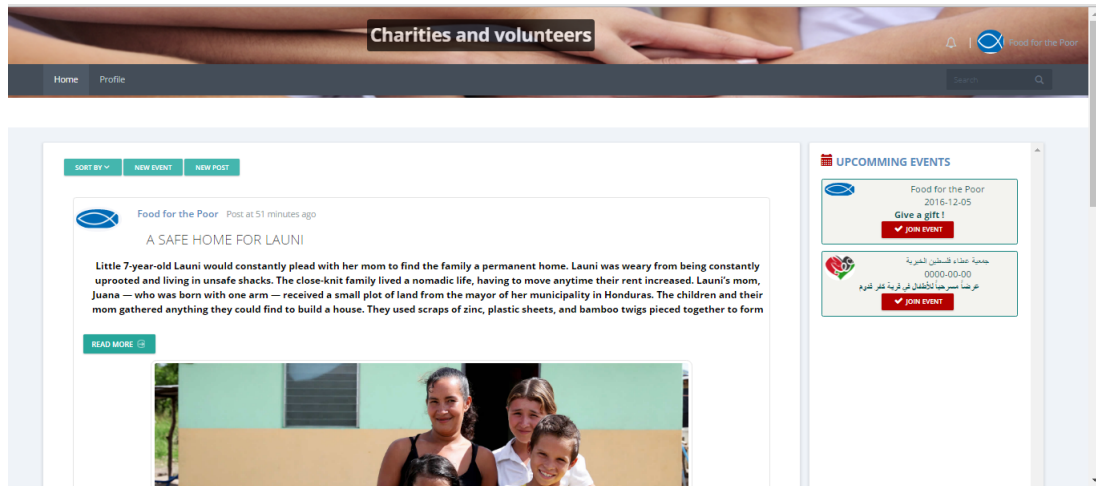 Charities and volunteers
Food for the Poor
Home Profile Search
SORT BY NEW EVENT NEW POST
Food for the Poor Post at 51 minutes ago
A SAFE HOME FOR LAUNI
Little 7-year-old Launi would constantly plead with her mom to find the family a permanent home. Launi was weary from being constantly
uprooted and living in unsafe shacks. The close-knit family lived a nomadic life, having to move anytime their rent increased. Launi's mom,
Juana — who was born with one arm — received a small plot of land from the mayor of her municipality in Honduras. The children and their
mom gathered anything they could find to build a house. They used scraps of zinc, plastic sheets, and bamboo twigs pieced together to form
READ MORE
UPCOMMING EVENTS
Food for the Poor
2016-12-05
Give a gift !
JOIN EVENT
جمعية عطاء فلسطين الخيرية
0000-00-00
عرضاً مسرحياً للأطفال في قرية كفر قدوم
JOIN EVENT